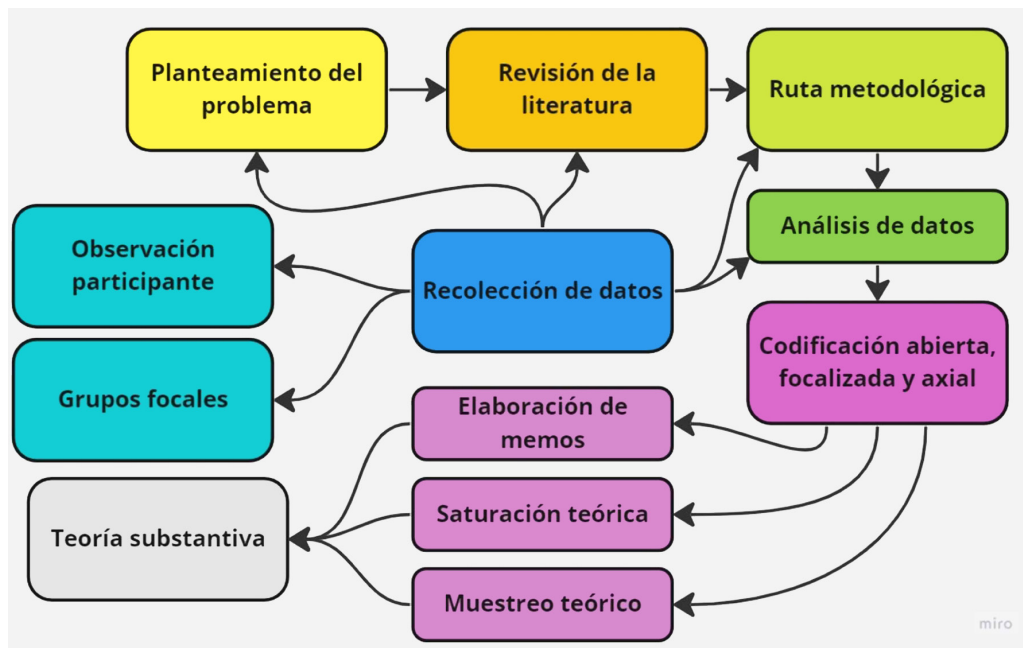 Planteamiento del
problema
Revisión de la
literatura
Ruta metodológica
Observación
participante
Recolección de datos
Análisis de datos
Grupos focales
Codificación abierta,
focalizada y axial
Elaboración de
memos
Saturación teórica
Teoría substantiva
Muestreo teórico
miro